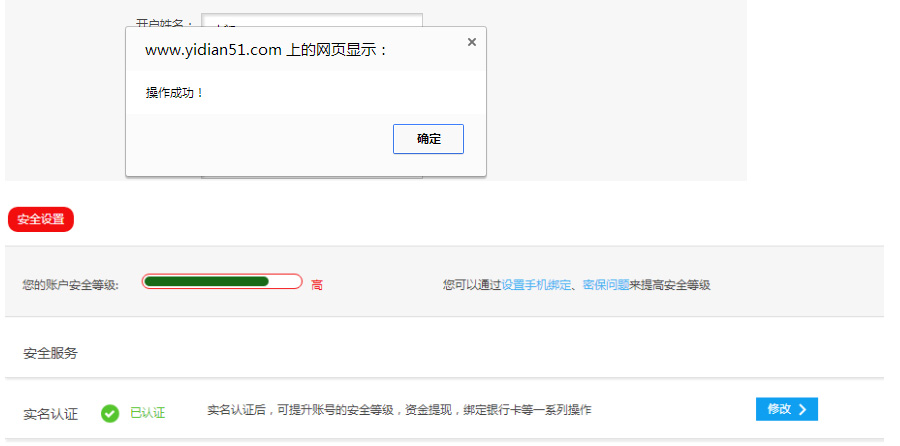 开户姓名：
www.yidian51.com 上的网页显示：
操作成功！
确定
安全设置
您的账户安全等级: 高 您可以通过设置手机绑定、密保问题来提高安全等级
安全服务
实名认证 已认证 实名认证后，可提升账号的安全等级，资金提现，绑定银行卡等一系列操作 修改